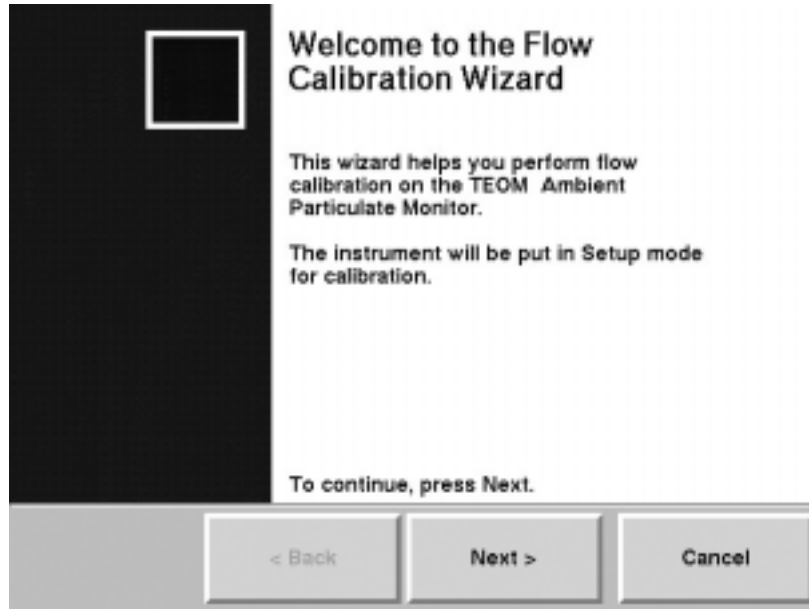 Welcome to the Flow
Calibration Wizard
This wizard helps you perform flow
calibration on the TEOM Ambient
Particulate Monitor.
The instrument will be put in Setup mode
for calibration.
To continue, press Next.
< Back
Next >
Cancel